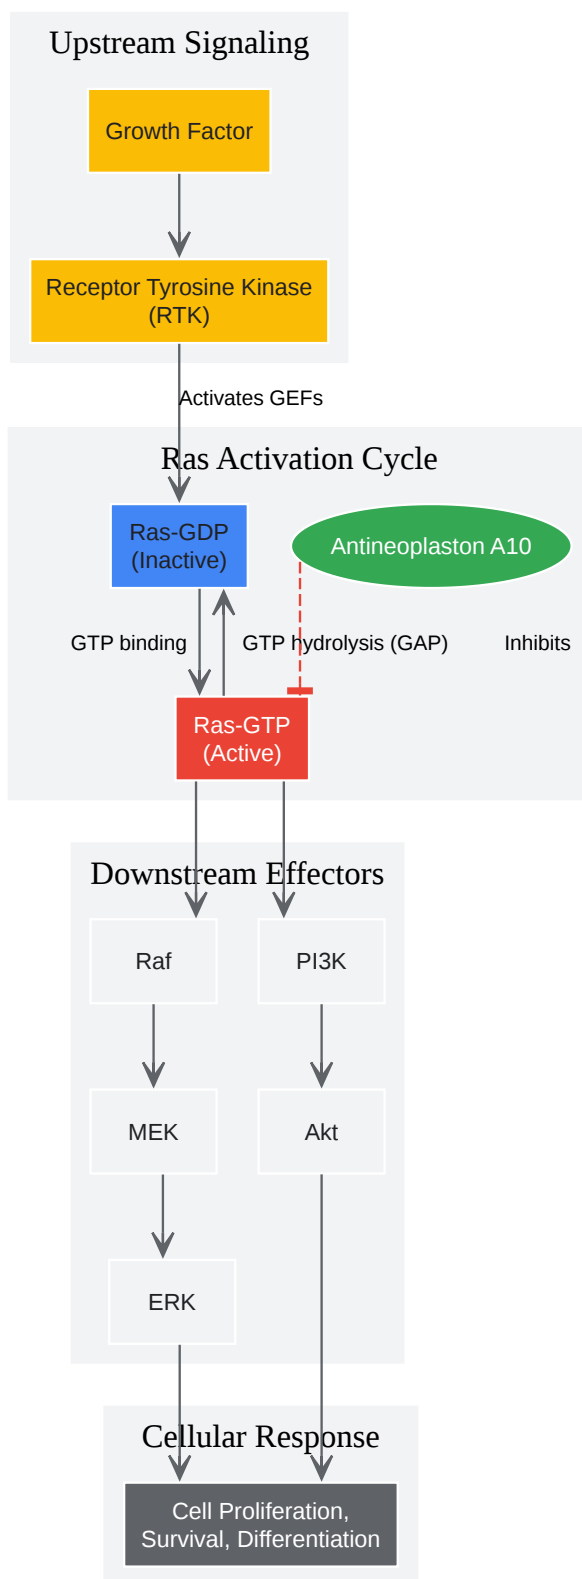 Upstream Signaling
Growth Factor
Receptor Tyrosine Kinase
(RTK)
Activates GEFs
Ras Activation Cycle
Ras-GDP
(Inactive)
Antineoplaston A10
GTP binding
GTP hydrolysis (GAP)
Inhibits
Ras-GTP
(Active)
Downstream Effectors
Raf
PI3K
MEK
Akt
ERK
Cellular Response
Cell Proliferation,
Survival, Differentiation